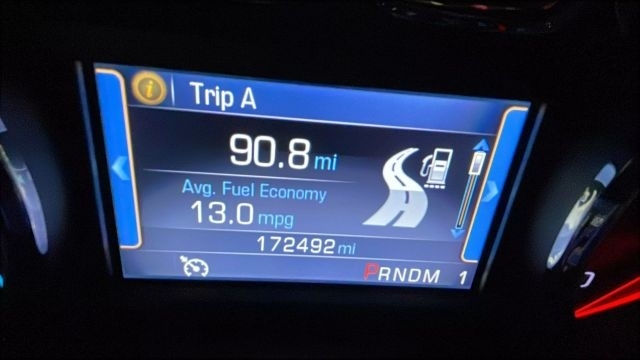 i Trip A
90.8 mi
Avg. Fuel Economy
13.0 mpg
172492 mi
PRNDM 1